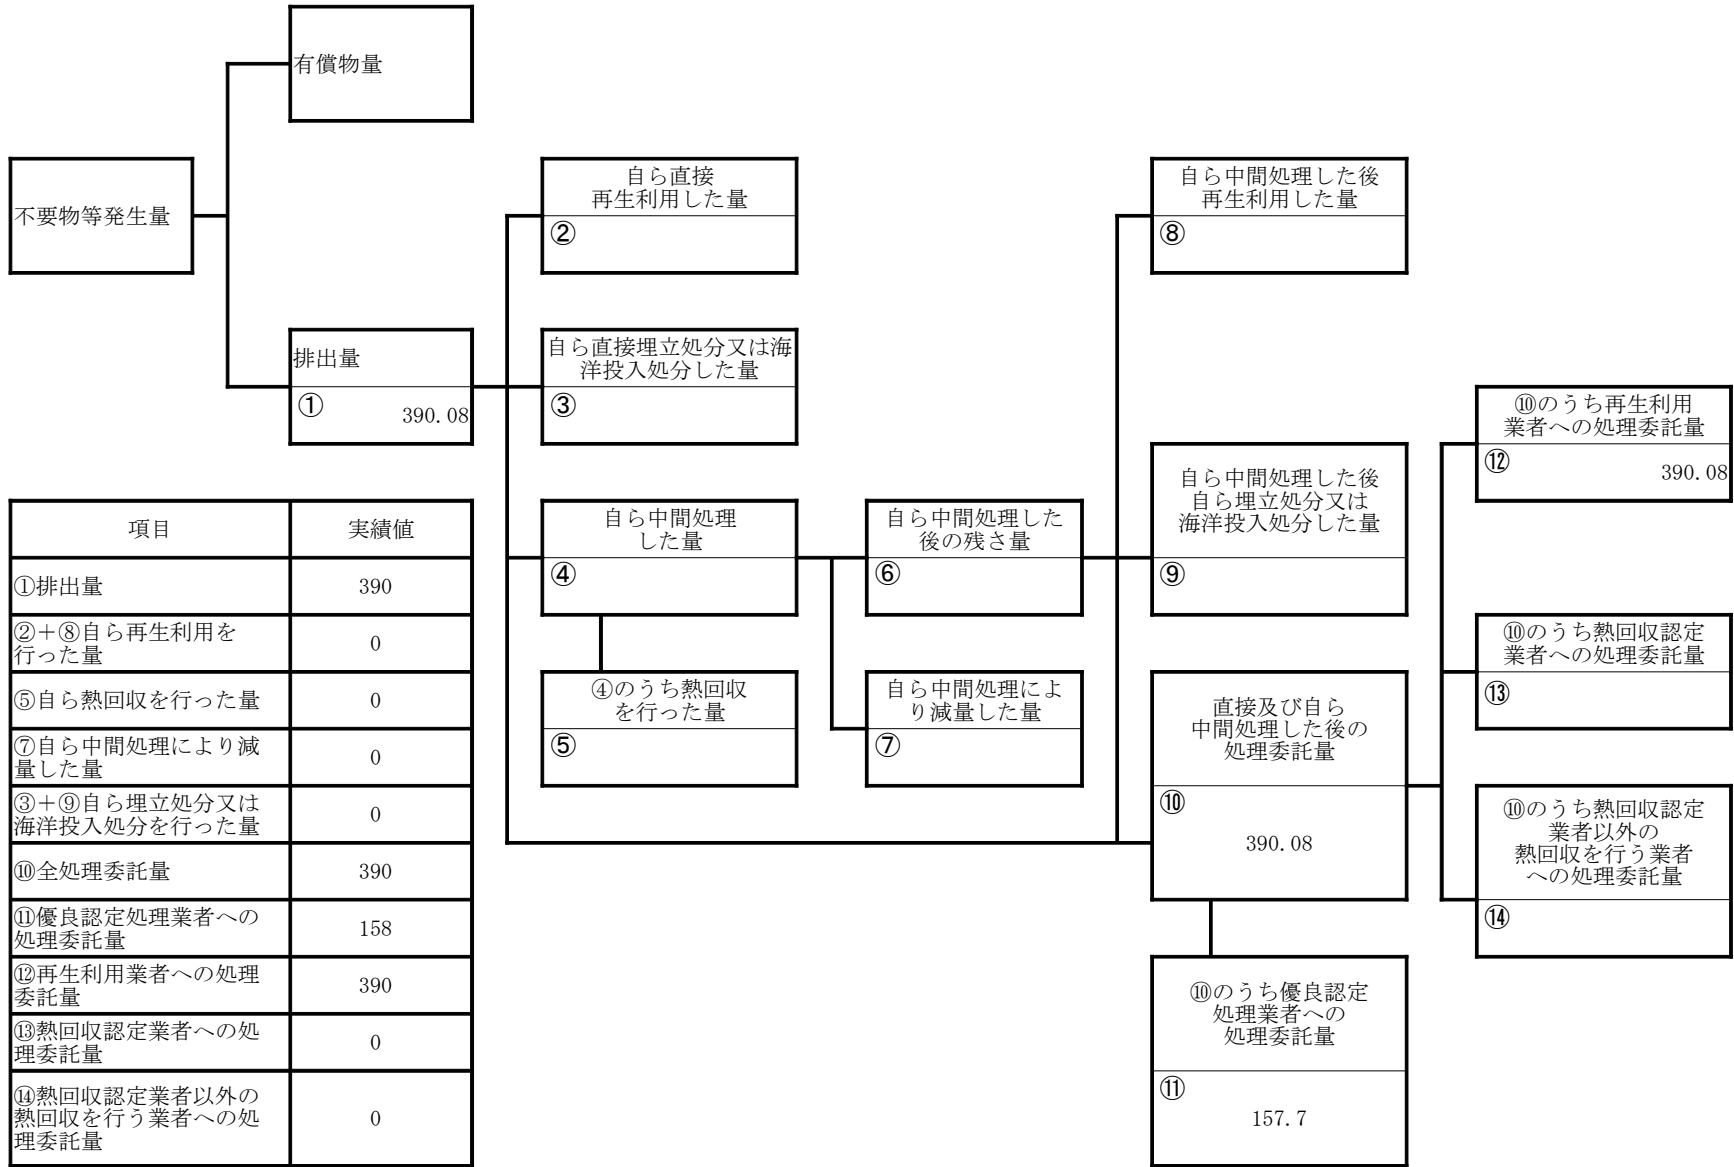 有償物量
不要物等発生量
自ら直接
再生利用した量
②
自ら中間処理した後
再生利用した量
⑧
排出量
①
390.08
自ら直接埋立処分又は海
洋投入処分した量
③
⑩のうち再生利用
業者への処理委託量
⑫
390.08
自ら中間処理
した量
④
自ら中間処理した
後の残さ量
⑥
自ら中間処理した後
自ら埋立処分又は
海洋投入処分した量
⑨
④のうち熱回収
を行った量
⑤
自ら中間処理によ
り減量した量
⑦
直接及び自ら
中間処理した後の
処理委託量
⑩
390.08
⑩のうち熱回収認定
業者への処理委託量
⑬
⑩のうち熱回収認定
業者以外の
熱回収を行う業者
への処理委託量
⑭
⑩のうち優良認定
処理業者への
処理委託量
⑪
157.7
項目 実績値
①排出量 390
②+⑧自ら再生利用を
行った量 0
⑤自ら熱回収を行った量 0
⑦自ら中間処理により減
量した量 0
③+⑨自ら埋立処分又は
海洋投入処分を行った量 0
⑩全処理委託量 390
⑪優良認定処理業者への
処理委託量 158
⑫再生利用業者への処理
委託量 390
⑬熱回収認定業者への処
理委託量 0
⑭熱回収認定業者以外の
熱回収を行う業者への処
理委託量 0